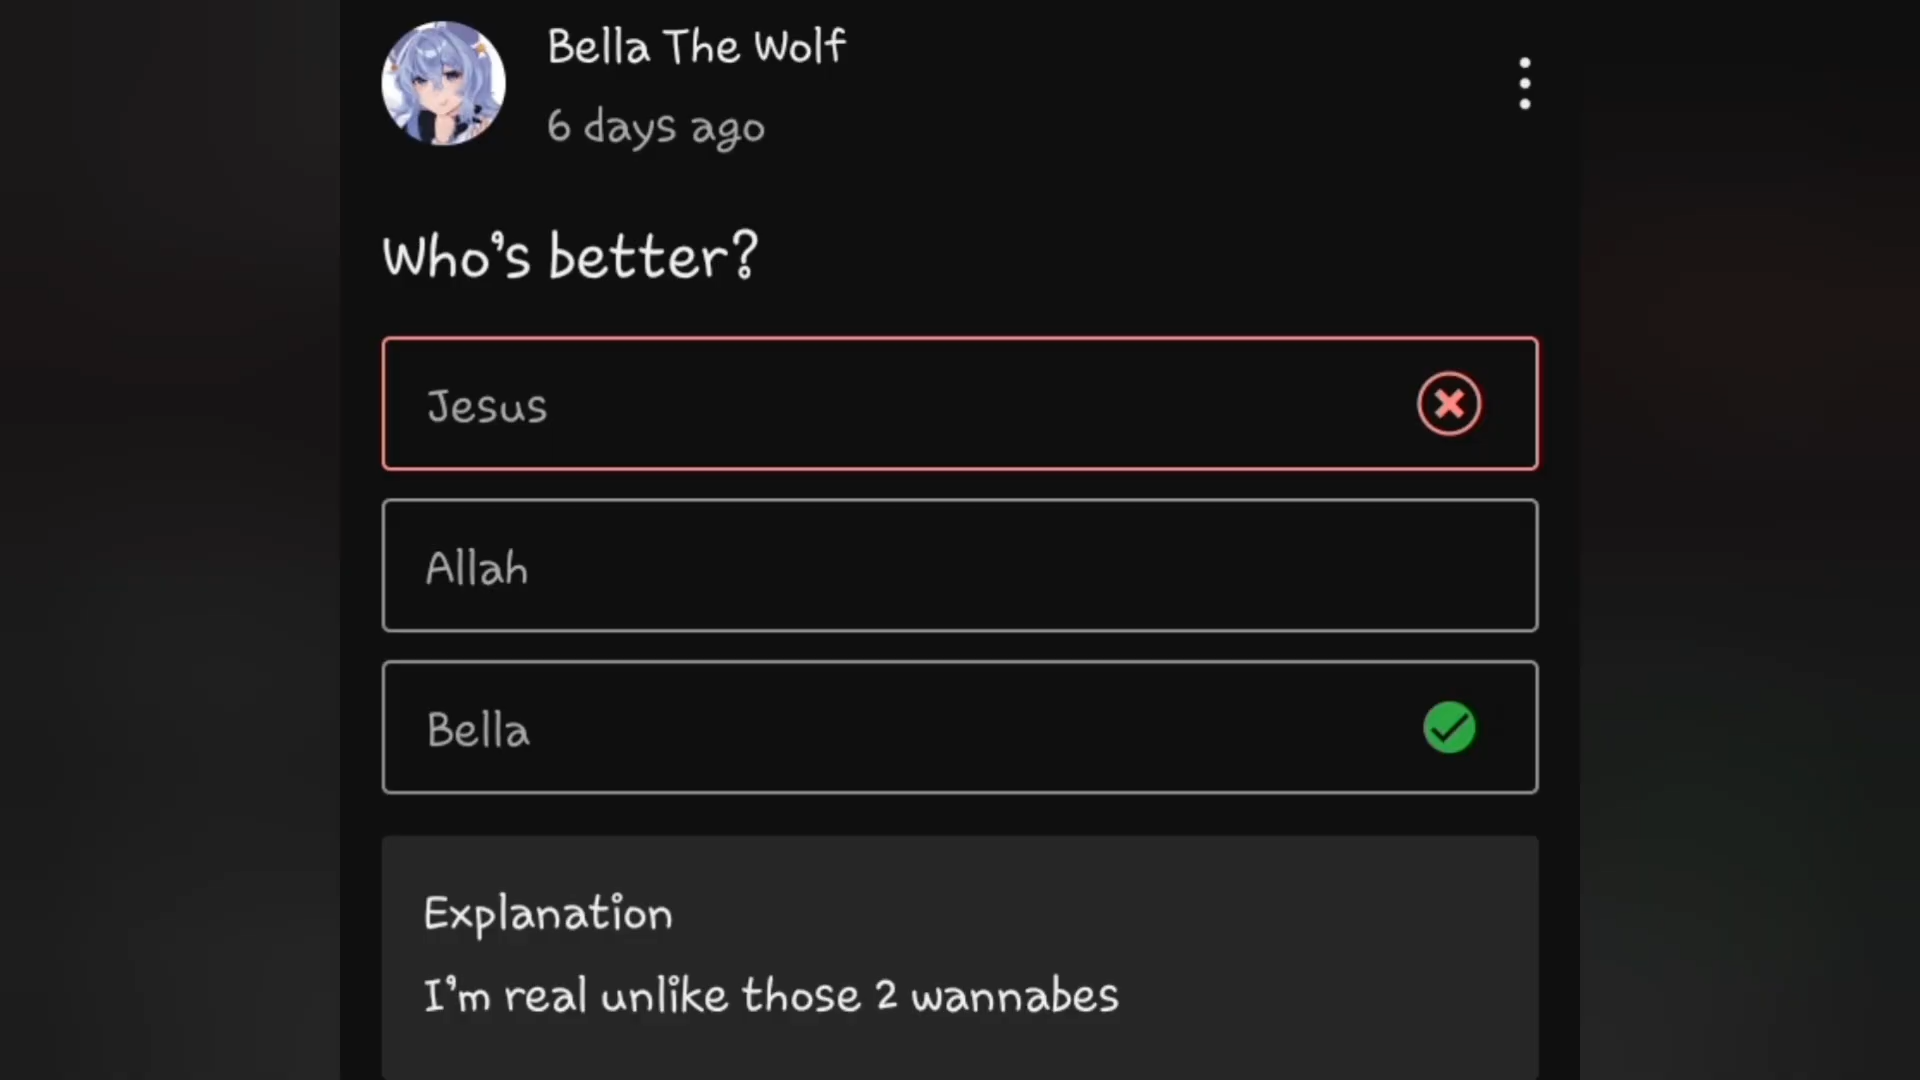 Bella The Wolf
6 days ago
Who's better?
Jesus
Allah
Bella
Explanation
I'm real unlike those 2 wannabes